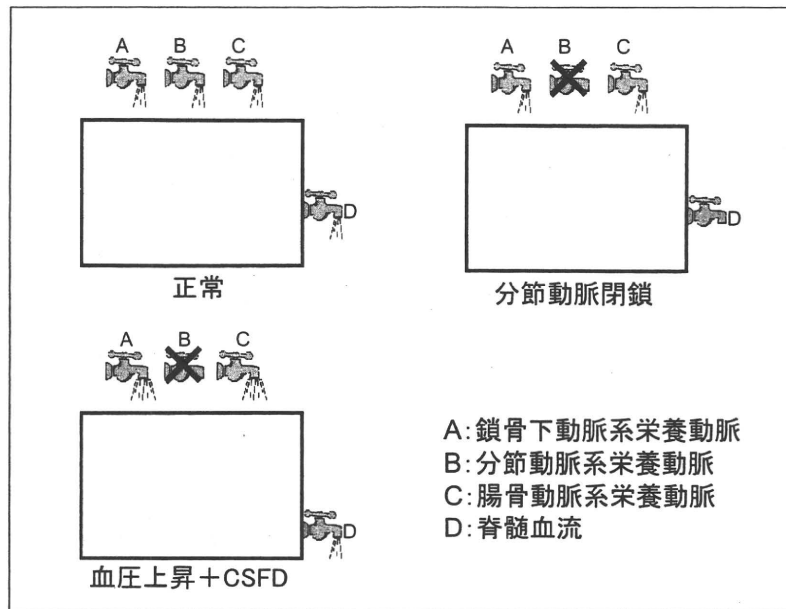 A B C
D
正常
A B C
D
分節動脈閉鎖
A B C
D
血圧上昇＋CSFD
A：鎖骨下動脈系栄養動脈
B：分節動脈系栄養動脈
C：腸骨動脈系栄養動脈
D：脊髄血流